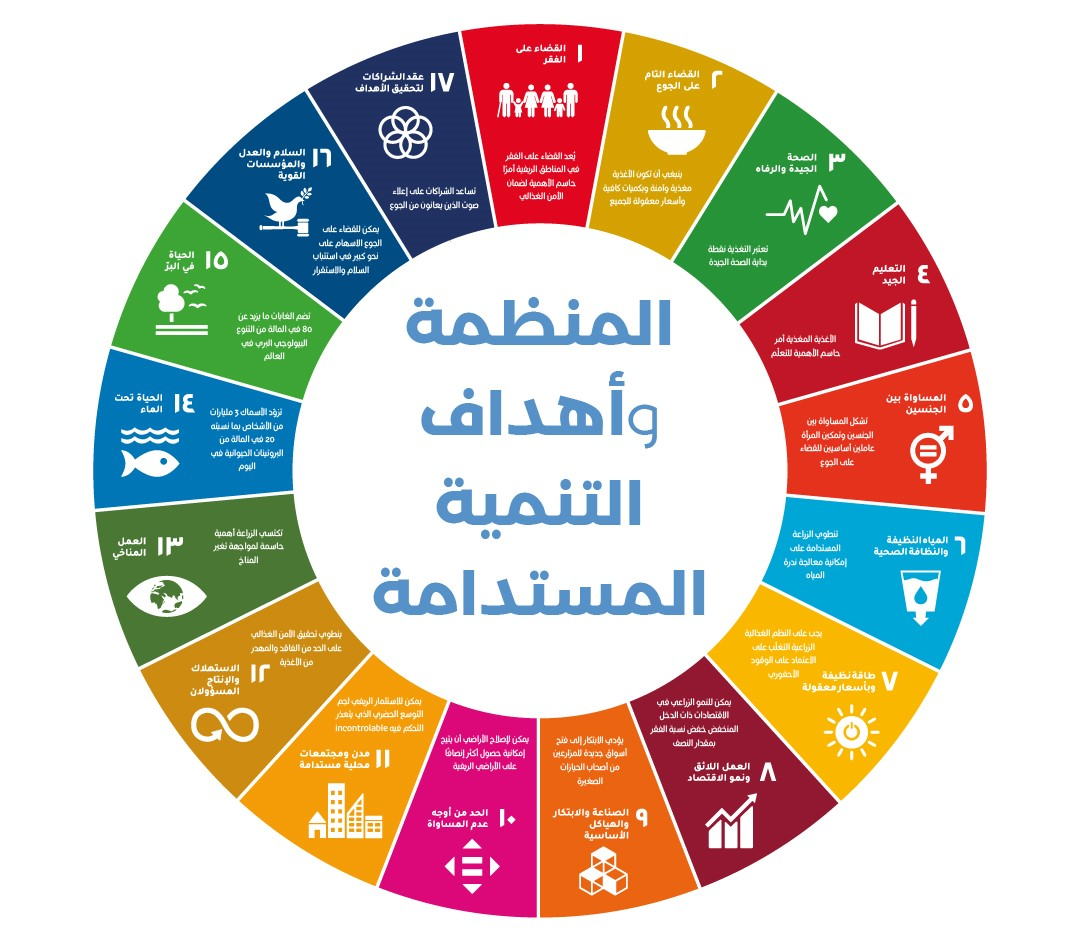 المنظمة
وأهداف
التنمية
المستدامة
١
القضاء على
الفقر
يُعد القضاء على الفقر
في المناطق الريفية أمرًا
حاسم الأهمية لضمان
الأمن الغذائي
٢
القضاء التام
على الجوع
ينبغي أن تكون الأغذية
مغذية وآمنة وبكميات كافية
وأسعار معقولة للجميع
٣
الصحة
الجيدة والرفاه
تعتبر التغذية نقطة
بداية الصحة الجيدة
٤
التعليم
الجيد
الأغذية المغذية أمر
حاسم الأهمية للتعلّم
٥
المساواة بين
الجنسين
تشكل المساواة بين
الجنسين وتمكين المرأة
عاملين أساسيين للقضاء
على الجوع
٦
المياه النظيفة
والنظافة الصحية
تنطوي الزراعة
المستدامة على
إمكانية معالجة ندرة
المياه
يجب على النظم الغذائية
الزراعية التغلّب على
الاعتماد على الوقود
الأحفوري
٧
طاقة نظيفة
وبأسعار معقولة
يمكن للنمو الزراعي في
الاقتصادات ذات الدخل
المنخفض خفض نسبة الفقر
بمقدار النصف
٨
العمل اللائق
ونمو الاقتصاد
يؤدي الابتكار إلى فتح
أسواق جديدة للمزارعين
من أصحاب الحيازات
الصغيرة
٩
الصناعة والابتكار
والهياكل
الأساسية
يمكن لإصلاح الأراضي أن يتيح
إمكانية حصول أكثر إنصافًا
على الأراضي الريفية
١٠
الحد من أوجه
عدم المساواة
يمكن للاستثمار الريفي لجم
التوسع الحضري الذي يتعذر
التحكم فيه incontrolable
١١
مدن ومجتمعات
محلية مستدامة
ينطوي تحقيق الأمن الغذائي
على الحد من الفاقد والمهدر
من الأغذية
١٢
الاستهلاك
والإنتاج
المسؤولان
١٣
العمل
المناخي
تكتسي الزراعة أهمية
حاسمة لمواجهة تغير
المناخ
١٤
الحياة تحت
الماء
تزوّد الأسماك 3 مليارات
من الأشخاص بما نسبته
20 في المائة من
البروتينات الحيوانية في
اليوم
١٥
الحياة
في البرّ
تضم الغابات ما يزيد عن
80 في المائة من التنوع
البيولوجي البري في
العالم
١٦
السلام والعدل
والمؤسسات
القوية
يمكن للقضاء على
الجوع الاسهام على
نحو كبير في استتباب
السلام والاستقرار
١٧
عقد الشراكات
لتحقيق الأهداف
تساعد الشراكات على إعلاء
صوت الذين يعانون من الجوع